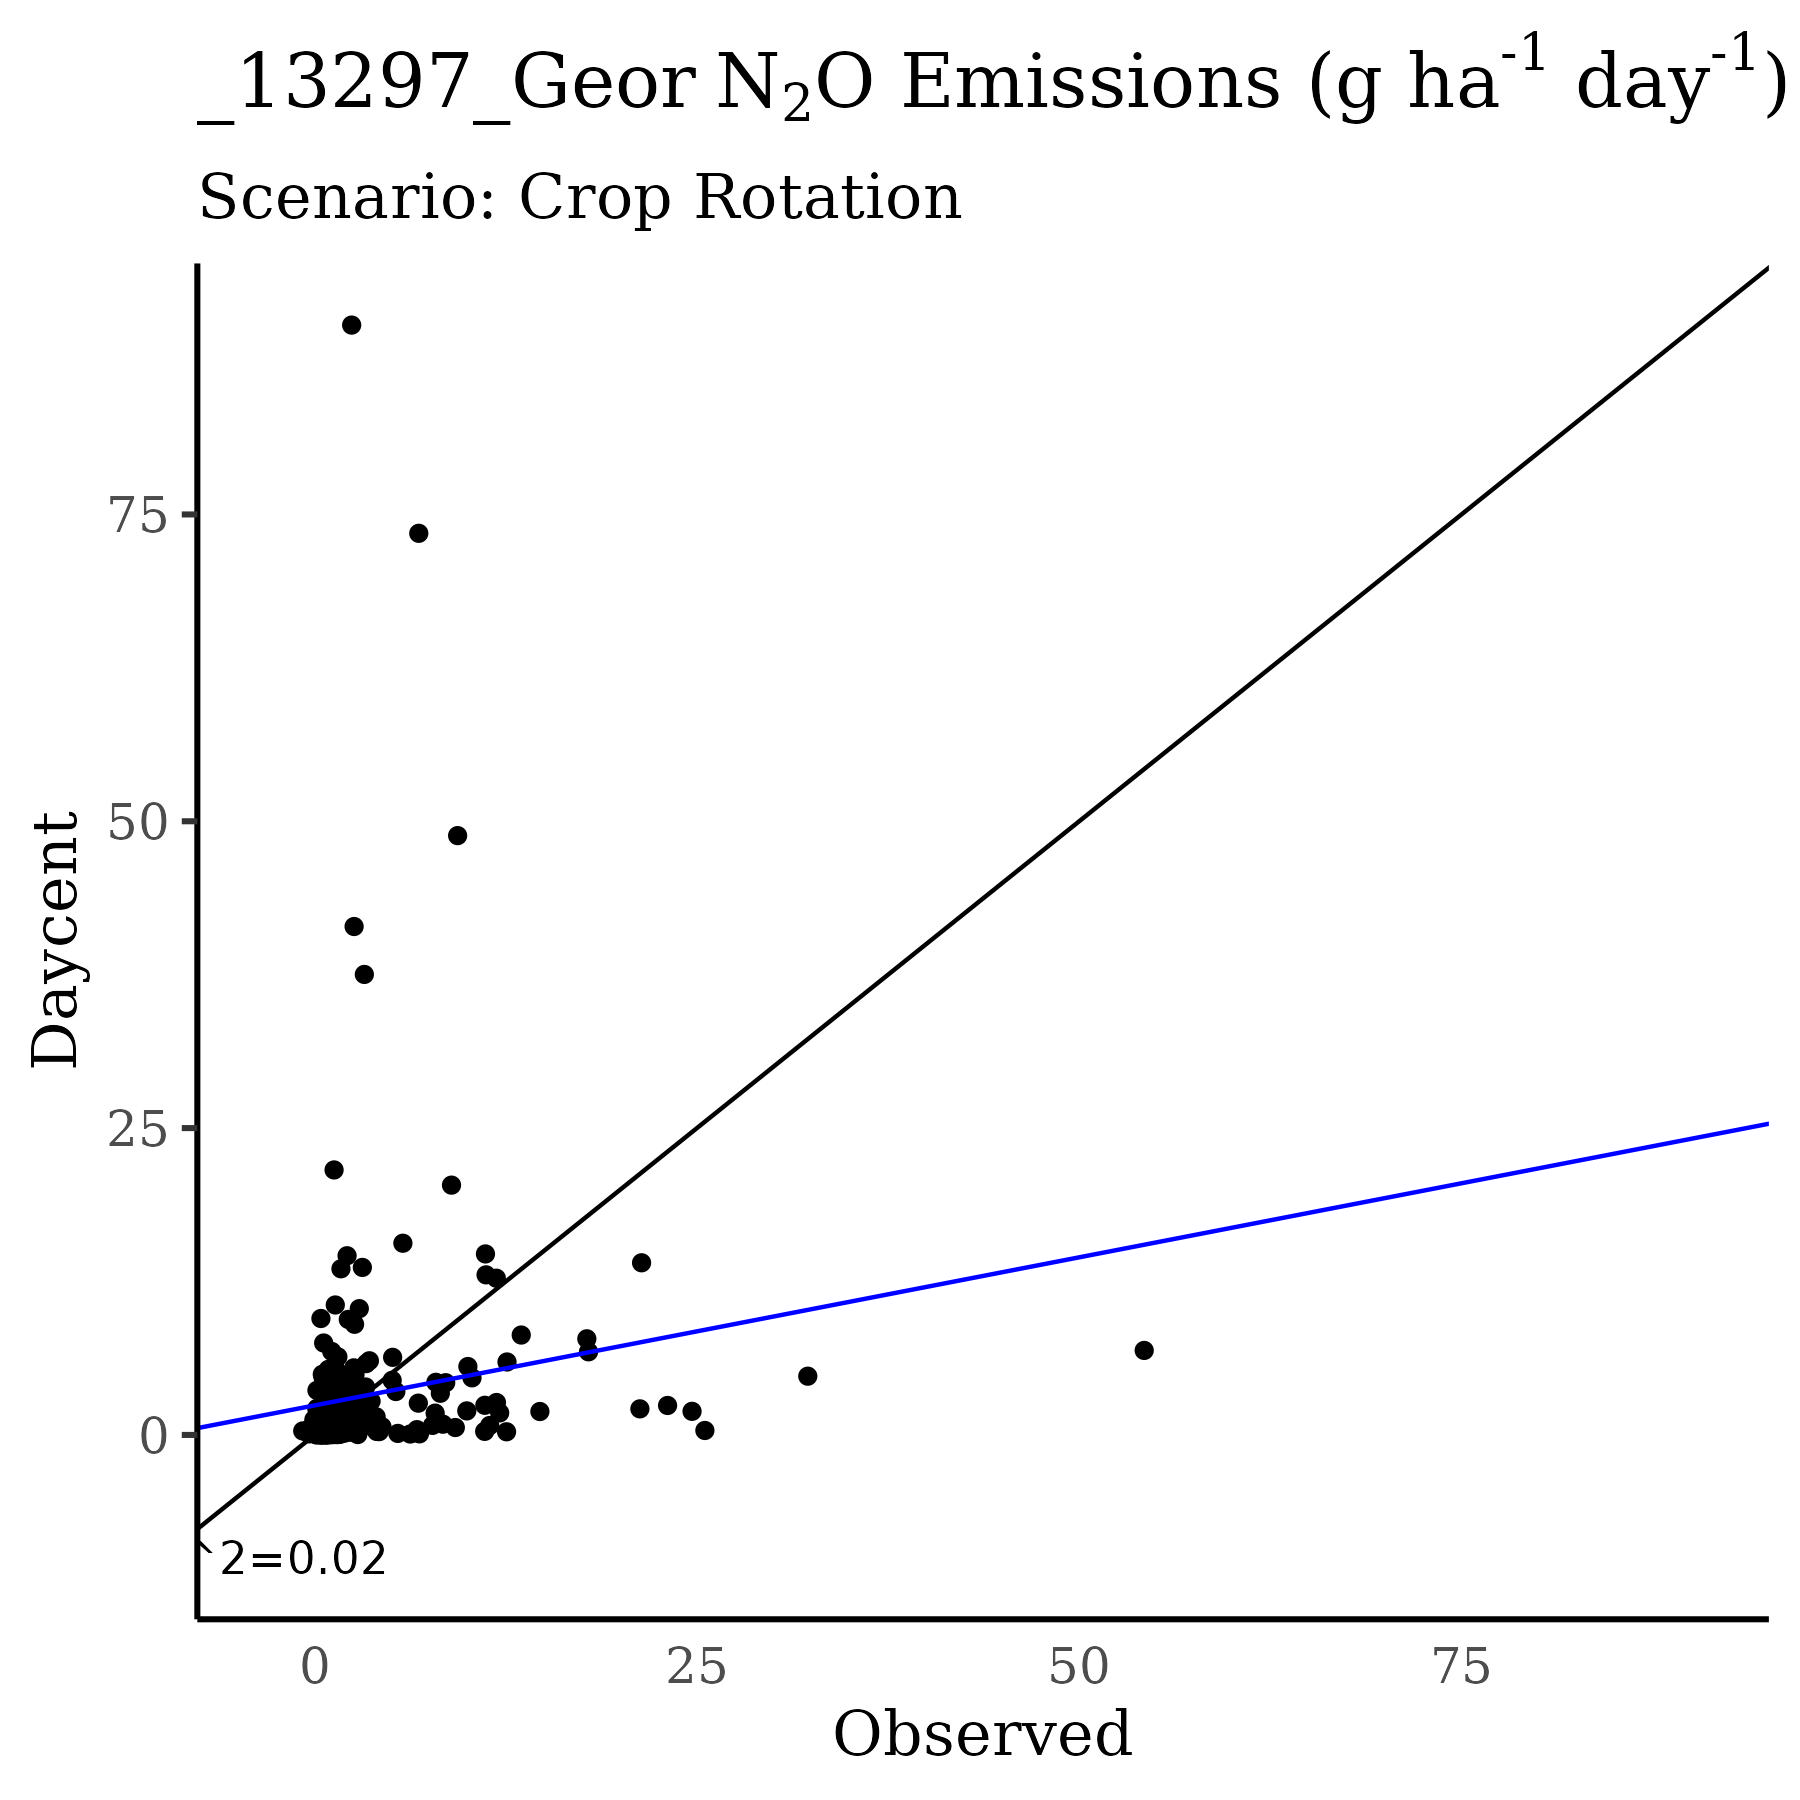 _13297_Geor N₂O Emissions (g ha⁻¹ day⁻¹)
Scenario: Crop Rotation
Daycent
75
50
25
0
^2=0.02
0 25 50 75
Observed